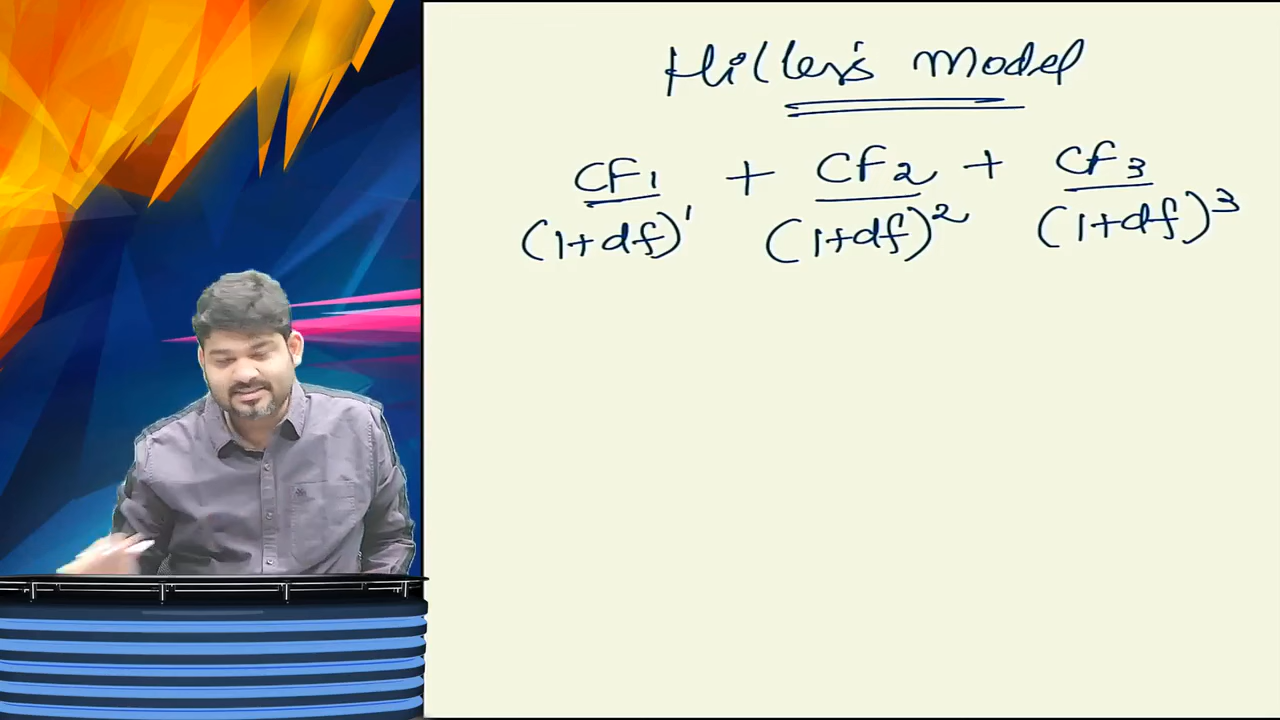 Hiller's Model
CF1 + CF2 + CF3
(1+df)¹ (1+df)² (1+df)³